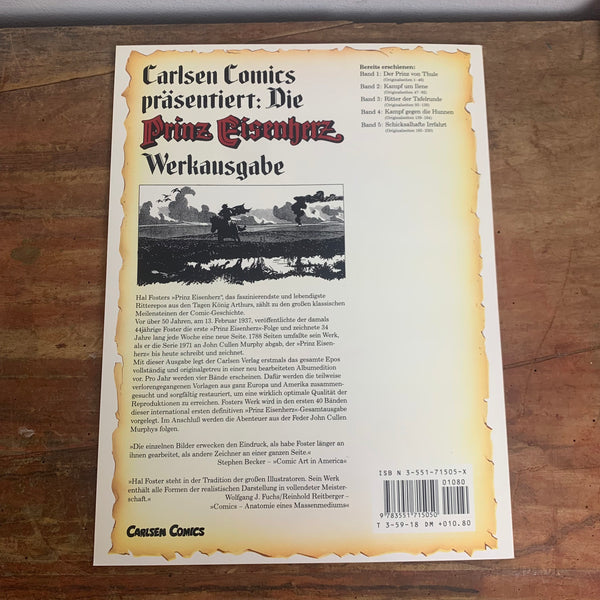 Carlsen Comics
präsentiert: Die
Prinz Eisenherz
Werkausgabe
Bereits erschienen:
Band 1: Der Prinz von Thule
Band 2: Kampf um Ilene
Band 3: Ritter der Tafelrunde
Band 4: Kampf gegen die Hunnen
Band 5: Schicksalhafte Irrfahrt
Hal Fosters »Prinz Eisenherz", das faszinierendste und lebendigste
Ritterepos aus den Tagen König Arthurs, zählt zu den großen klassischen
Meilensteinen der Comic-Geschichte.
Vor über 50 Jahren, am 13. Februar 1937, veröffentlichte der damals
44jährige Foster die erste »Prinz Eisenherz«-Folge und zeichnete 34
Jahre lang jede Woche eine neue Seite. 1788 Seiten umfaßte sein Werk,
als er die Serie 1971 an John Cullen Murphy abgab, der »Prinz Eisen-
herz« bis heute schreibt und zeichnet.
Mit dieser Ausgabe legt der Carlsen Verlag erstmals das gesamte Epos
vollständig und originalgetreu in einer neu bearbeiteten Albumedition
vor. Pro Jahr werden vier Bände erscheinen. Dafür werden die teilweise
verlorengegangenen Vorlagen aus ganz Europa und Amerika zusammen-
gesucht und sorgfältig restauriert, um eine wirklich optimale Qualität der
Reproduktionen zu erreichen. Fosters Werk wird in den ersten 40 Bänden
dieser international ersten definitiven »Prinz Eisenherz«-Gesamtausgabe
vorgelegt. Im Anschluß werden die Abenteuer aus der Feder John Cullen
Murphys folgen.
»Die einzelnen Bilder erwecken den Eindruck, als habe Foster länger an
ihnen gearbeitet, als andere Zeichner an einer ganzen Seite.«
Stephen Becker – »Comic Art in America«
»Hal Foster steht in der Tradition der großen Illustratoren. Sein Werk
enthält alle Formen der realistischen Darstellung in vollendeter Meister-
schaft.«
Wolfgang J. Fuchs/Reinhold Reitberger –
»Comics – Anatomie eines Massenmediums«
CARLSEN COMICS
ISBN 3-551-71505-X
01080
9 783551 715050
T 3-59-18 DM +010.80